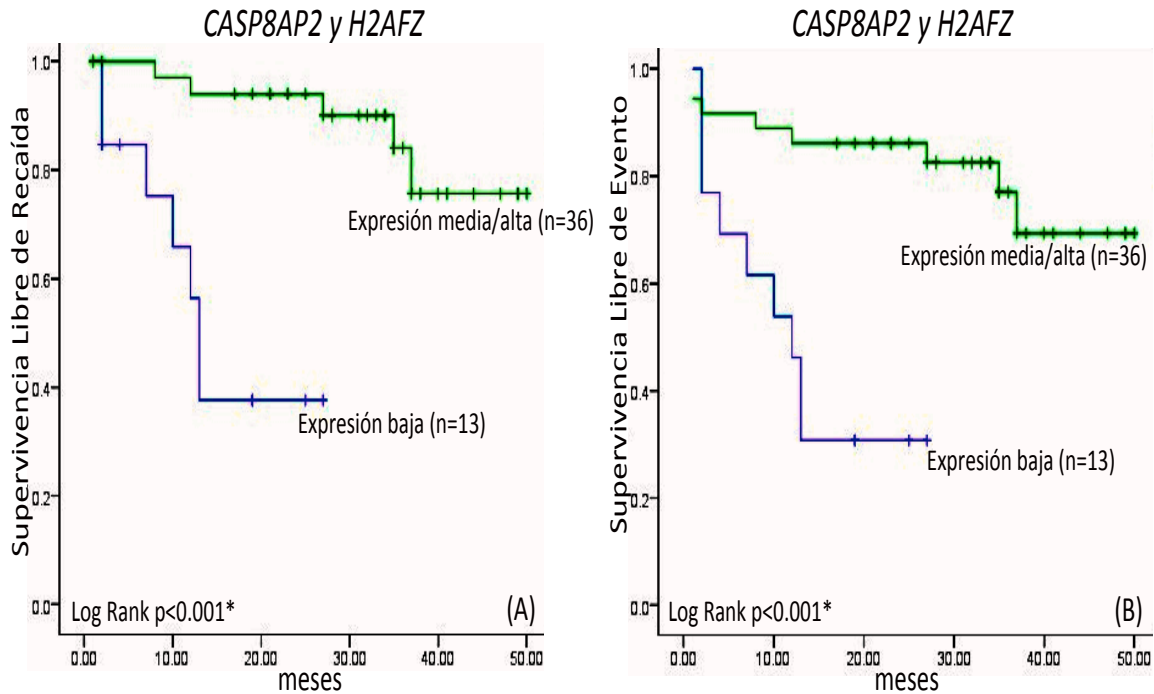 CASP8AP2 y H2AFZ
Supervivencia Libre de Recaída
1.0
0.8
0.6
0.4
0.2
0.0
Expresión media/alta (n=36)
Expresión baja (n=13)
Log Rank p<0.001*
(A)
0.00 10.00 20.00 30.00 40.00 50.00
meses
CASP8AP2 y H2AFZ
Supervivencia Libre de Evento
1.0
0.8
0.6
0.4
0.2
0.0
Expresión media/alta (n=36)
Expresión baja (n=13)
Log Rank p<0.001*
(B)
0.00 10.00 20.00 30.00 40.00 50.00
meses